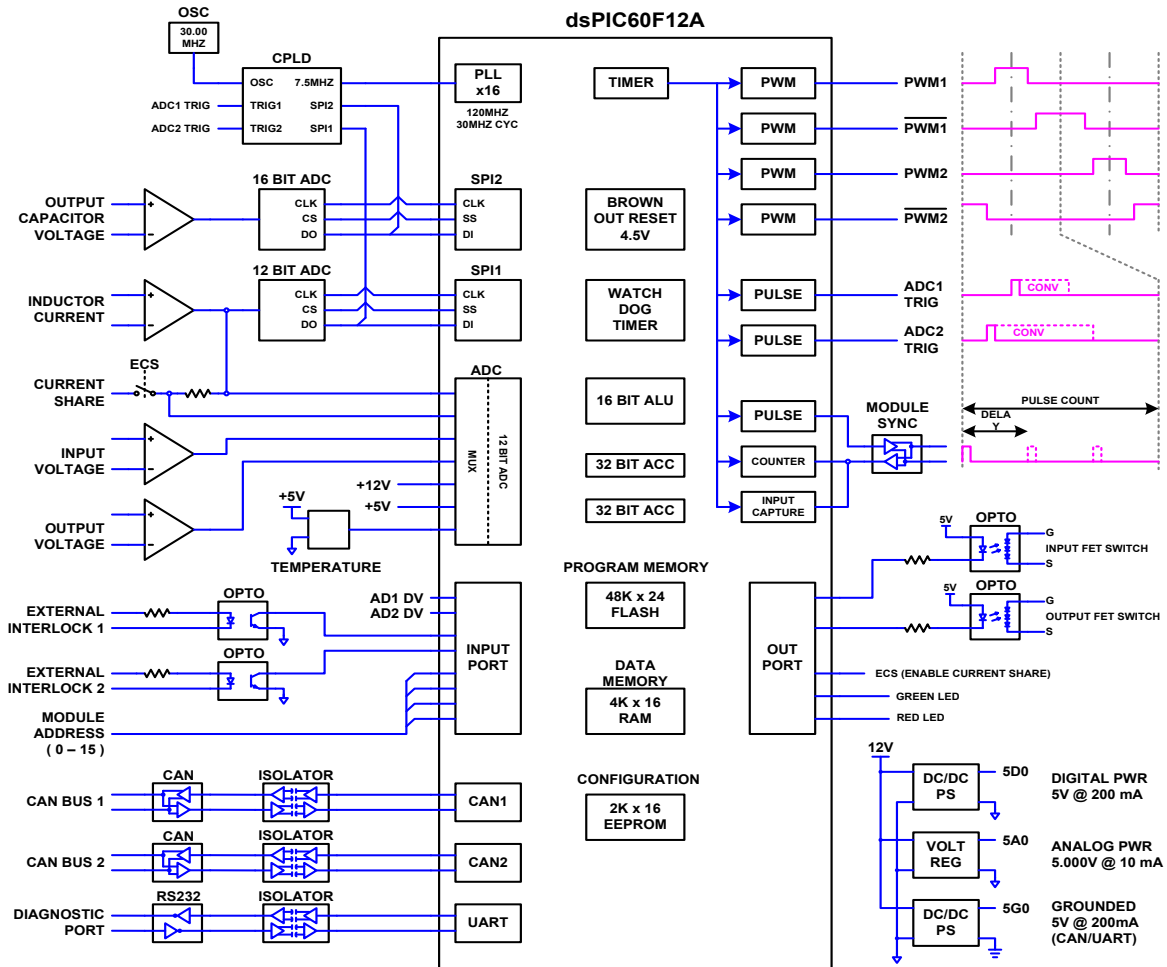 dsPIC60F12A
OSC
30.00
MHZ
CPLD
OSC
7.5MHZ
TRIG1
SPI2
TRIG2
SPI1
ADC1 TRIG
ADC2 TRIG
PLL
x16
120MHZ
30MHZ CYC
TIMER
PWM
PWM1
PWM
PWM1
PWM
PWM2
PWM
PWM2
OUTPUT
CAPACITOR
VOLTAGE
+
–
16 BIT ADC
CLK
CS
DO
SPI2
CLK
SS
DI
BROWN
OUT RESET
4.5V
INDUCTOR
CURRENT
+
–
12 BIT ADC
CLK
CS
DO
SPI1
CLK
SS
DI
WATCH
DOG
TIMER
PULSE
ADC1
TRIG
CONV
PULSE
ADC2
TRIG
CONV
ECS
CURRENT
SHARE
ADC
MUX
12 BIT ADC
16 BIT ALU
PULSE
MODULE
SYNC
PULSE COUNT
DELA
Y
INPUT
VOLTAGE
+
–
+12V
+5V
32 BIT ACC
COUNTER
32 BIT ACC
INPUT
CAPTURE
OUTPUT
VOLTAGE
+
–
+5V
TEMPERATURE
5V
OPTO
G
INPUT FET SWITCH
S
5V
OPTO
G
OUTPUT FET SWITCH
S
PROGRAM MEMORY
48K x 24
FLASH
AD1 DV
AD2 DV
EXTERNAL
INTERLOCK 1
OPTO
INPUT
PORT
OUT
PORT
EXTERNAL
INTERLOCK 2
OPTO
DATA
MEMORY
4K x 16
RAM
ECS (ENABLE CURRENT SHARE)
GREEN LED
RED LED
MODULE
ADDRESS
( 0 – 15 )
12V
DC/DC
PS
5D0
DIGITAL PWR
5V @ 200 mA
CONFIGURATION
2K x 16
EEPROM
CAN BUS 1
CAN
ISOLATOR
CAN1
VOLT
REG
5A0
ANALOG PWR
5.000V @ 10 mA
CAN BUS 2
CAN
ISOLATOR
CAN2
DIAGNOSTIC
PORT
RS232
ISOLATOR
UART
DC/DC
PS
5G0
GROUNDED
5V @ 200mA
(CAN/UART)